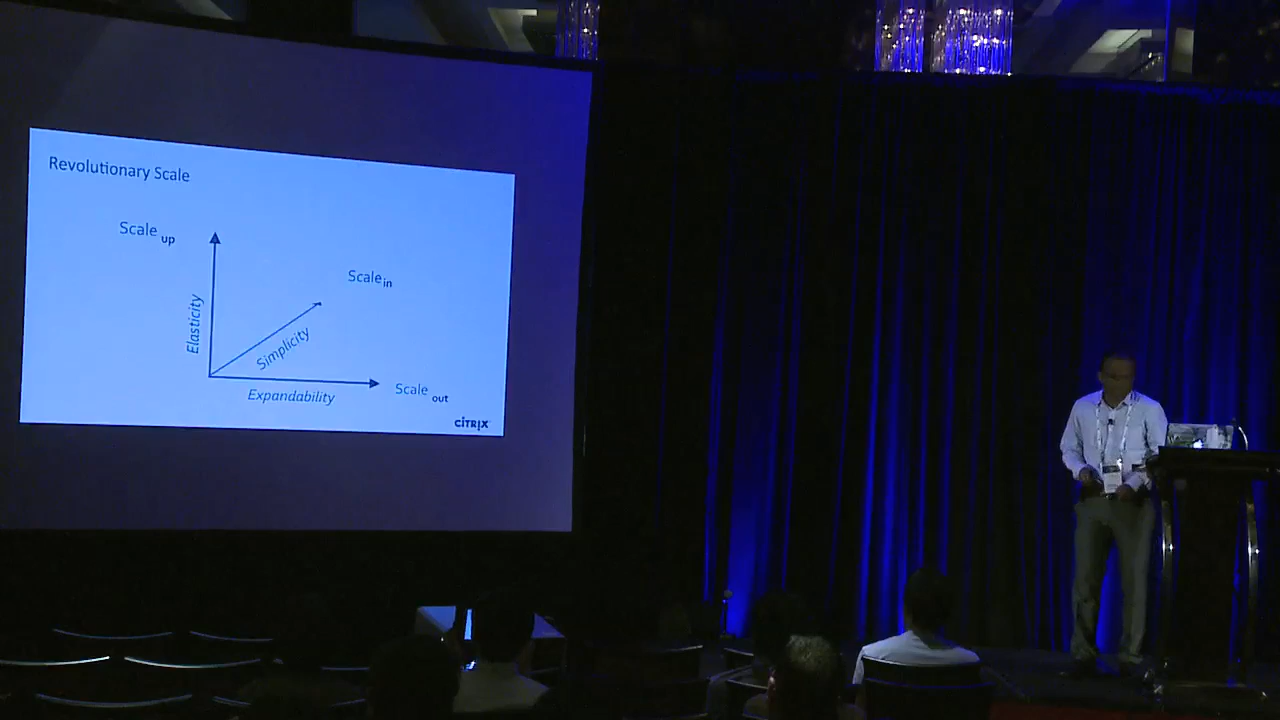 Revolutionary Scale
Scale up
Scale in
Elasticity
Simplicity
Scale out
Expandability
CITRIX